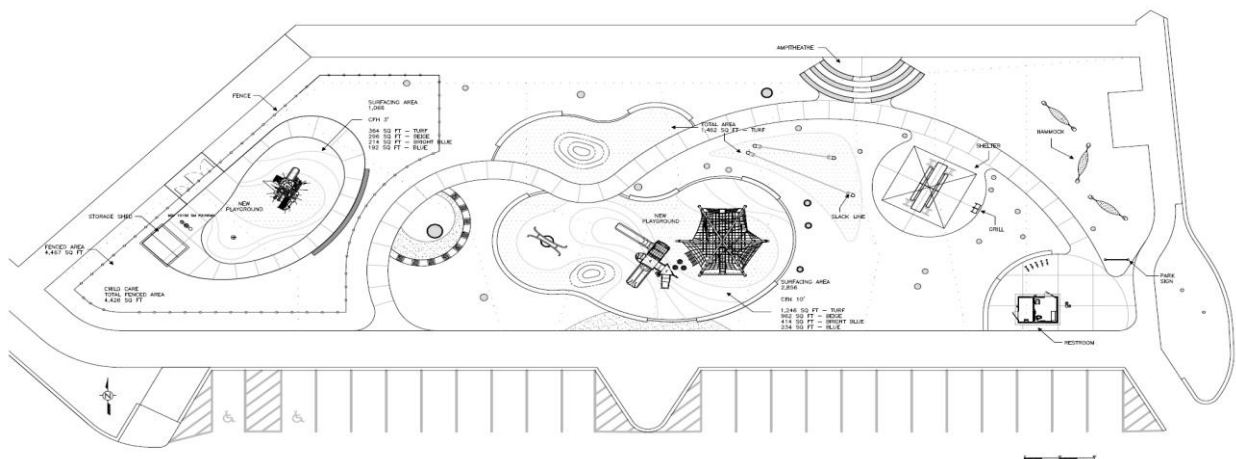 AMPITHEATRE
FENCE
SURFACING AREA
1,066
CFH 3'
364 SQ FT – TURF
296 SQ FT – BEIGE
214 SQ FT – BRIGHT BLUE
192 SQ FT – BLUE
TOTAL AREA
1,462 SQ FT – TURF
HAMMOCK
SHELTER
NEW
PLAYGROUND
STORAGE SHED
NEW
PLAYGROUND
SLACK LINE
GRILL
FENCED AREA
4,467 SQ FT
CHILD CARE
TOTAL FENCED AREA
4,428 SQ FT
SURFACING AREA
2,856
10'
1,246 SQ FT – TURF
962 SQ FT – BEIGE
414 SQ FT – BRIGHT BLUE
234 SQ FT – BLUE
PARK
SIGN
RESTROOM
N